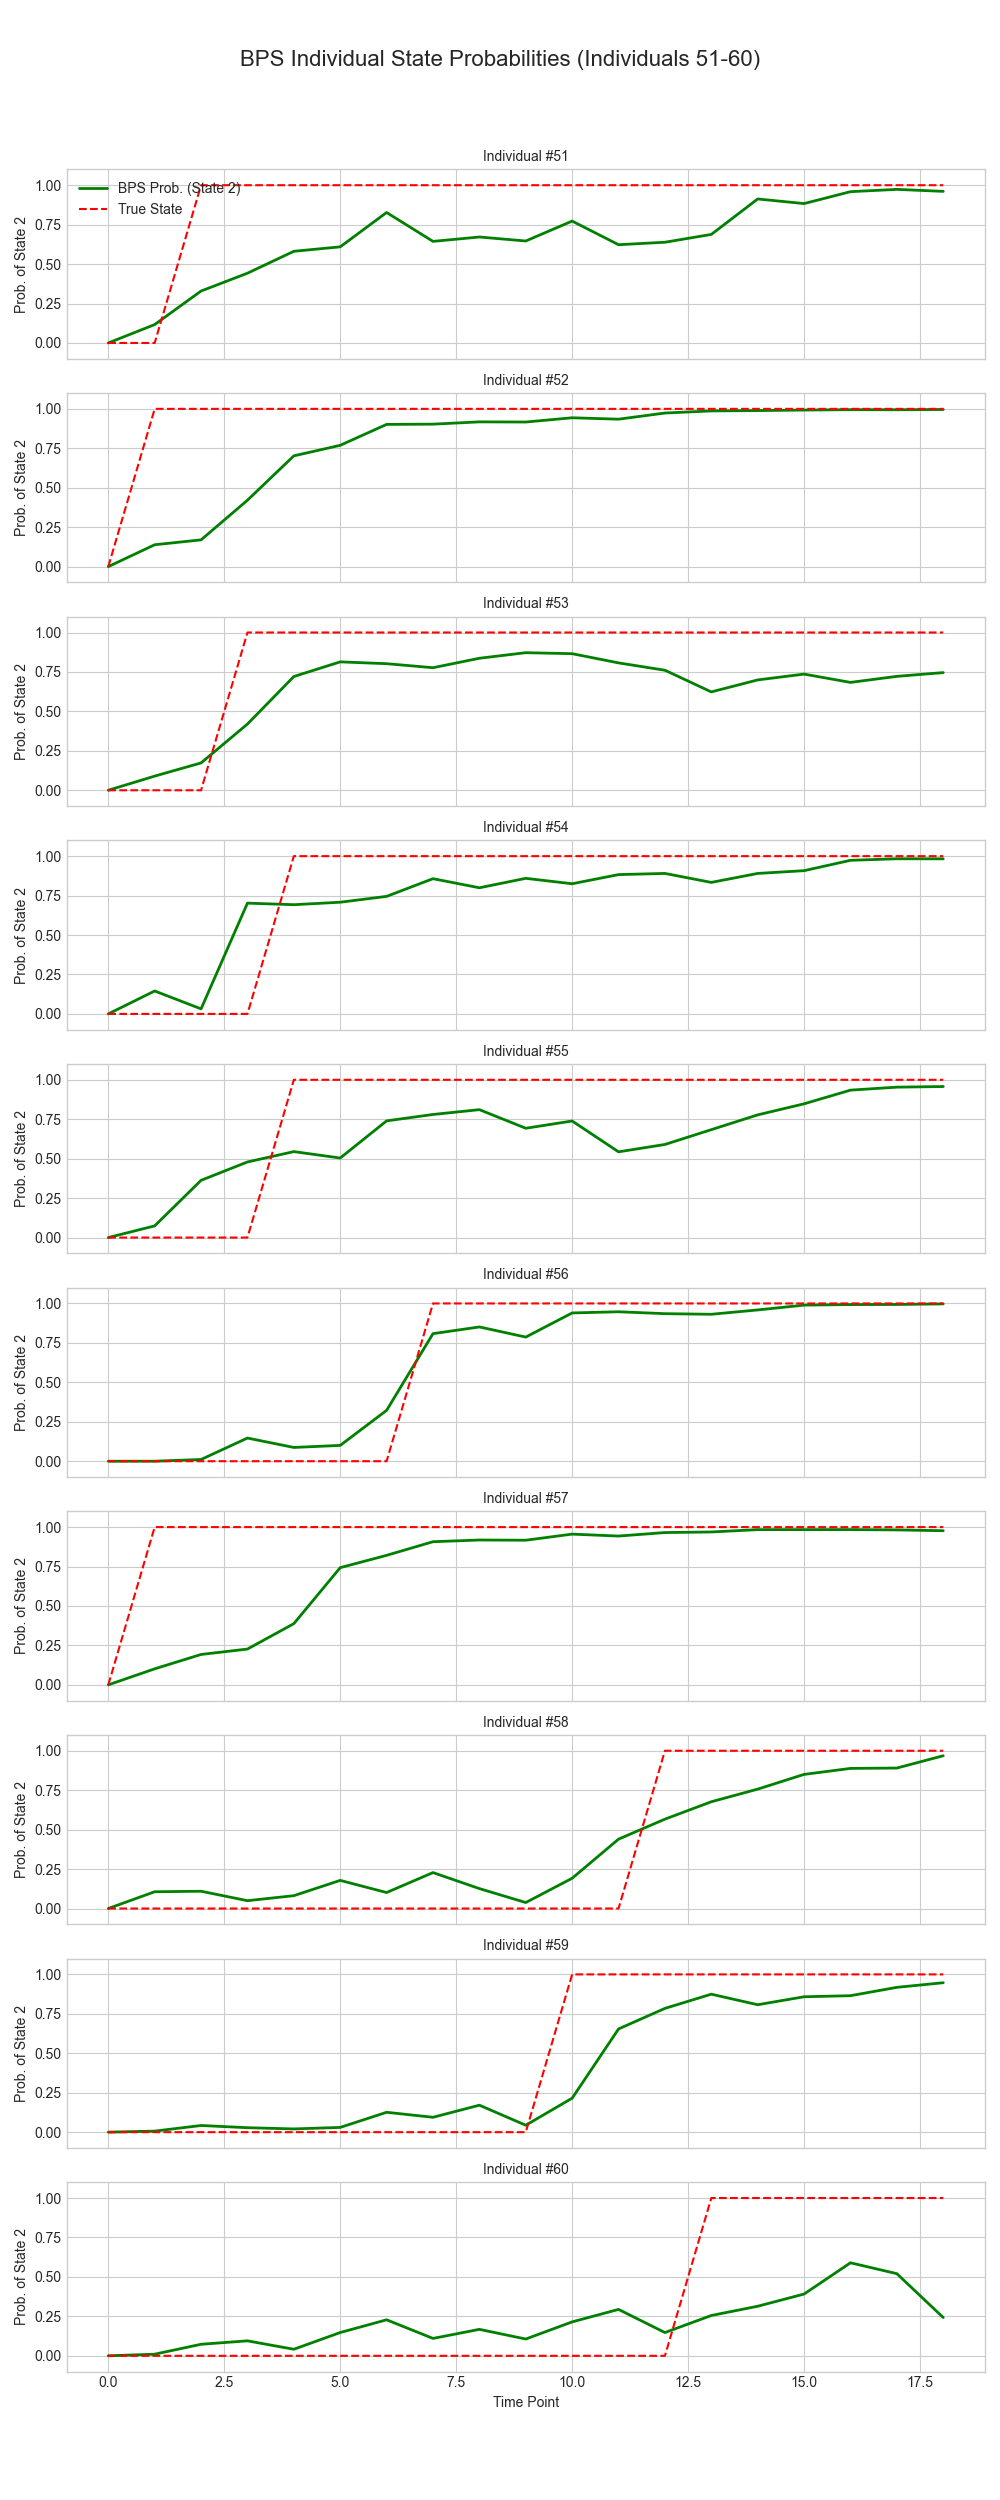 BPS Individual State Probabilities (Individuals 51-60)
Individual #51
1.00
0.75
0.50
0.25
0.00
Prob. of State 2
BPS Prob. (State 2)
True State
Individual #52
1.00
0.75
0.50
0.25
0.00
Prob. of State 2
Individual #53
1.00
0.75
0.50
0.25
0.00
Prob. of State 2
Individual #54
1.00
0.75
0.50
0.25
0.00
Prob. of State 2
Individual #55
1.00
0.75
0.50
0.25
0.00
Prob. of State 2
Individual #56
1.00
0.75
0.50
0.25
0.00
Prob. of State 2
Individual #57
1.00
0.75
0.50
0.25
0.00
Prob. of State 2
Individual #58
1.00
0.75
0.50
0.25
0.00
Prob. of State 2
Individual #59
1.00
0.75
0.50
0.25
0.00
Prob. of State 2
Individual #60
1.00
0.75
0.50
0.25
0.00
Prob. of State 2
0.0 2.5 5.0 7.5 10.0 12.5 15.0 17.5
Time Point